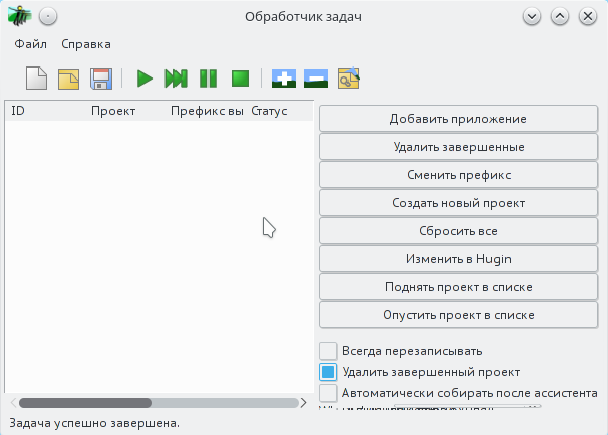 Обработчик задач
Файл Справка
ID Проект Префикс вы Статус
Добавить приложение
Удалить завершенные
Сменить префикс
Создать новый проект
Сбросить все
Изменить в Hugin
Поднять проект в списке
Опустить проект в списке
Всегда перезаписывать
Удалить завершенный проект
Автоматически собирать после ассистента
Задача успешно завершена.